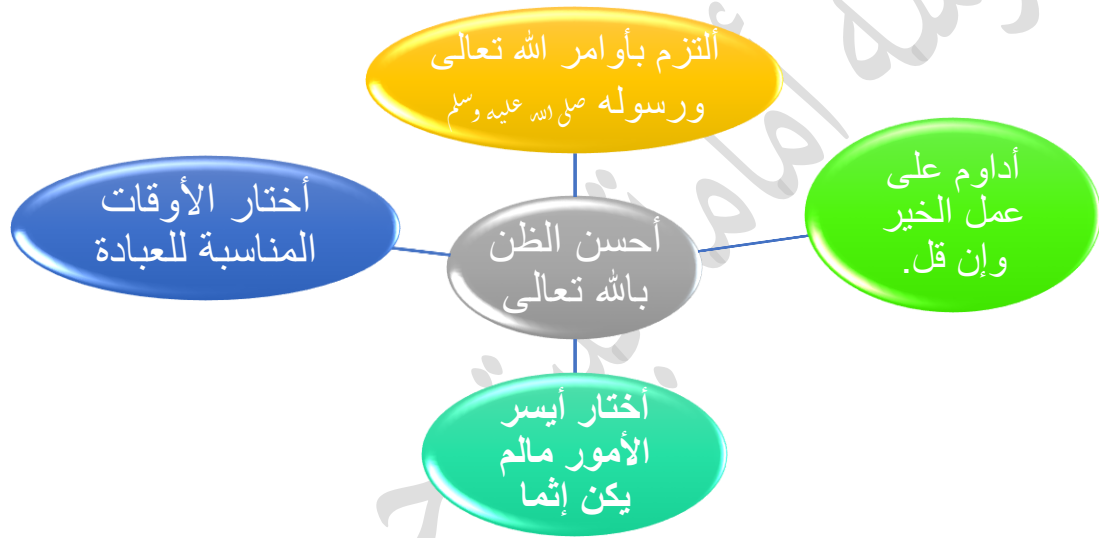 ألتزم بأوامر الله تعالى
ورسوله صلى الله عليه وسلم
أداوم على
عمل الخير
وإن قل.
أحسن الظن
بالله تعالى
أختار الأوقات
المناسبة للعبادة
أختار أيسر
الأمور مالم
يكن إثما